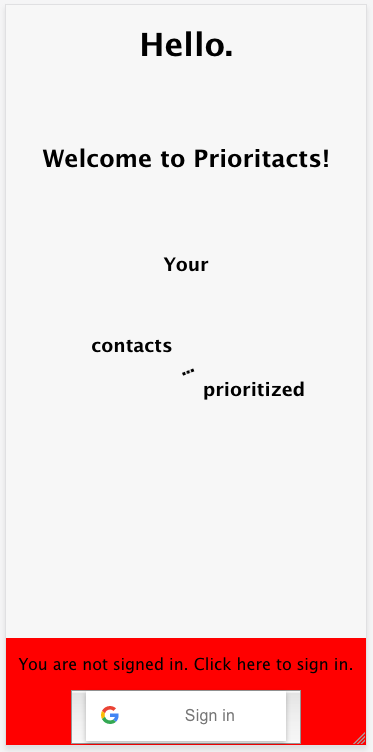 Hello.
Welcome to Prioritacts!
Your
contacts
...
prioritized
You are not signed in. Click here to sign in.
Sign in